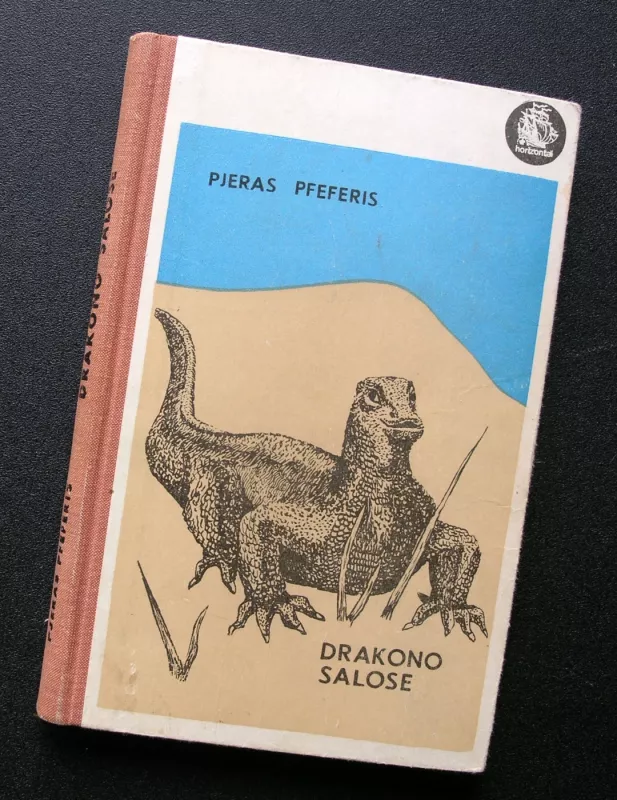 horizontai
PJERAS PFEFERIS
DRAKONO
SALOSE
DRAKONO SALOSE
PJERAS PFEFERIS